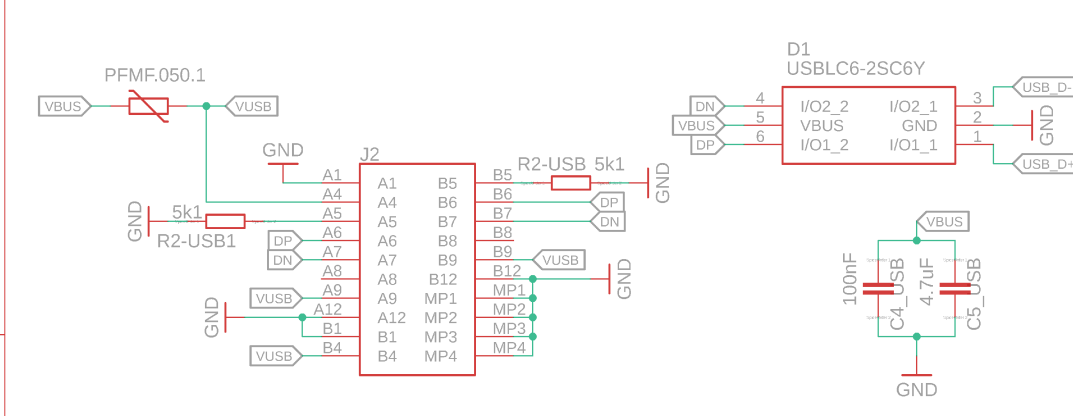 PFMF.050.1
VBUS
VUSB
GND
J2
A1
A4
A5
A6
A7
A8
A9
A12
B1
B4
A1
A4
A5
A6
A7
A8
A9
A12
B1
B4
B5
B6
B7
B8
B9
B12
MP1
MP2
MP3
MP4
B5
B6
B7
B8
B9
B12
MP1
MP2
MP3
MP4
GND
5k1
R2-USB1
DP
DN
VUSB
GND
VUSB
R2-USB 5k1
GND
DP
DN
VUSB
GND
D1
USBLC6-2SC6Y
DN
VBUS
DP
4
5
6
I/O2_2
VBUS
I/O1_2
I/O2_1
GND
I/O1_1
3
2
1
USB_D-
GND
USB_D+
VBUS
100nF
C4_USB
4.7uF
C5_USB
GND